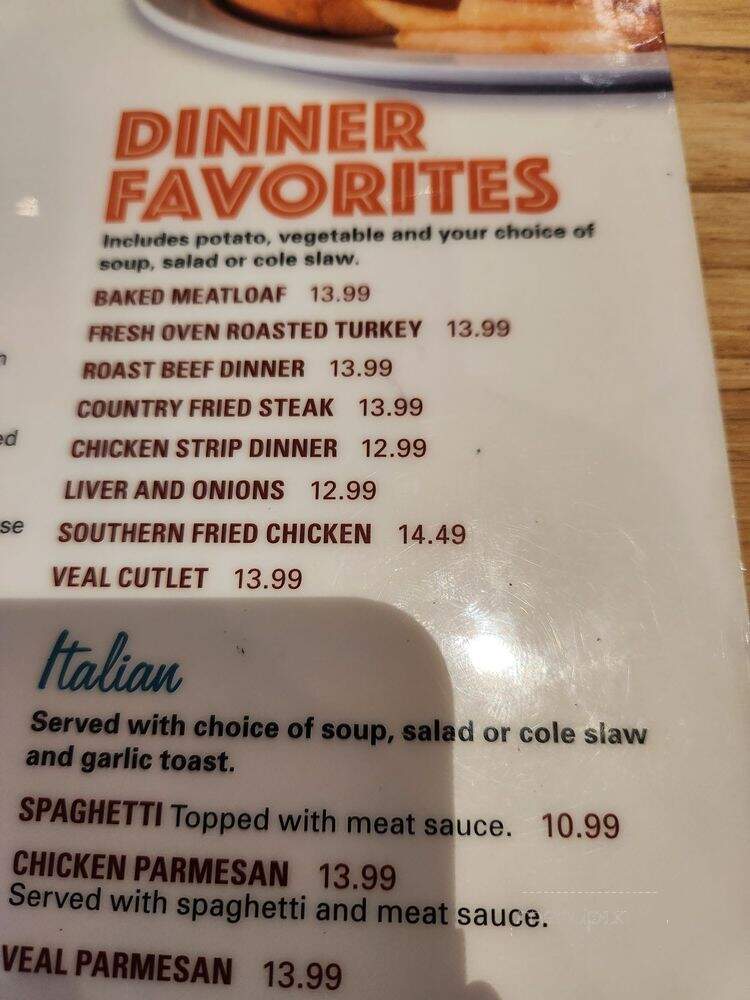 DINNER
FAVORITES
Includes potato, vegetable and your choice of
soup, salad or cole slaw.
BAKED MEATLOAF 13.99
FRESH OVEN ROASTED TURKEY 13.99
ROAST BEEF DINNER 13.99
COUNTRY FRIED STEAK 13.99
CHICKEN STRIP DINNER 12.99
LIVER AND ONIONS 12.99
SOUTHERN FRIED CHICKEN 14.49
VEAL CUTLET 13.99
Italian
Served with choice of soup, salad or cole slaw
and garlic toast.
SPAGHETTI Topped with meat sauce. 10.99
CHICKEN PARMESAN 13.99
Served with spaghetti and meat sauce.
VEAL PARMESAN 13.99